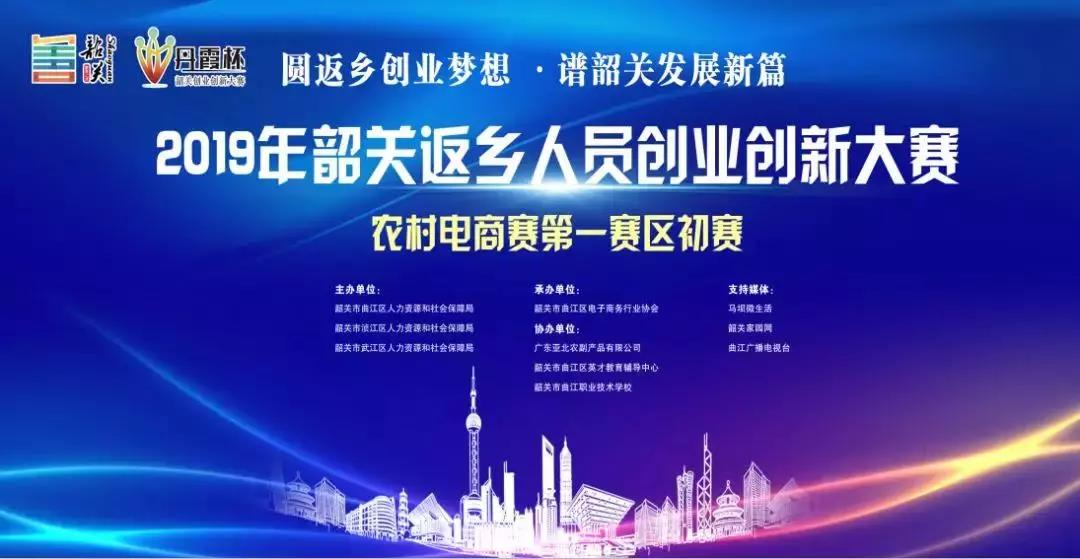 善韶关
丹霞杯
韶关创业创新大赛
圆返乡创业梦想 · 谱韶关发展新篇
2019年韶关返乡人员创业创新大赛
农村电商赛第一赛区初赛
主办单位：
韶关市曲江区人力资源和社会保障局
韶关市浈江区人力资源和社会保障局
韶关市武江区人力资源和社会保障局
承办单位：
韶关市曲江区电子商务行业协会
协办单位：
广东亚北农副产品有限公司
韶关市曲江区英才教育辅导中心
韶关市曲江职业技术学校
支持媒体：
马坝微生活
韶关家园网
曲江广播电视台